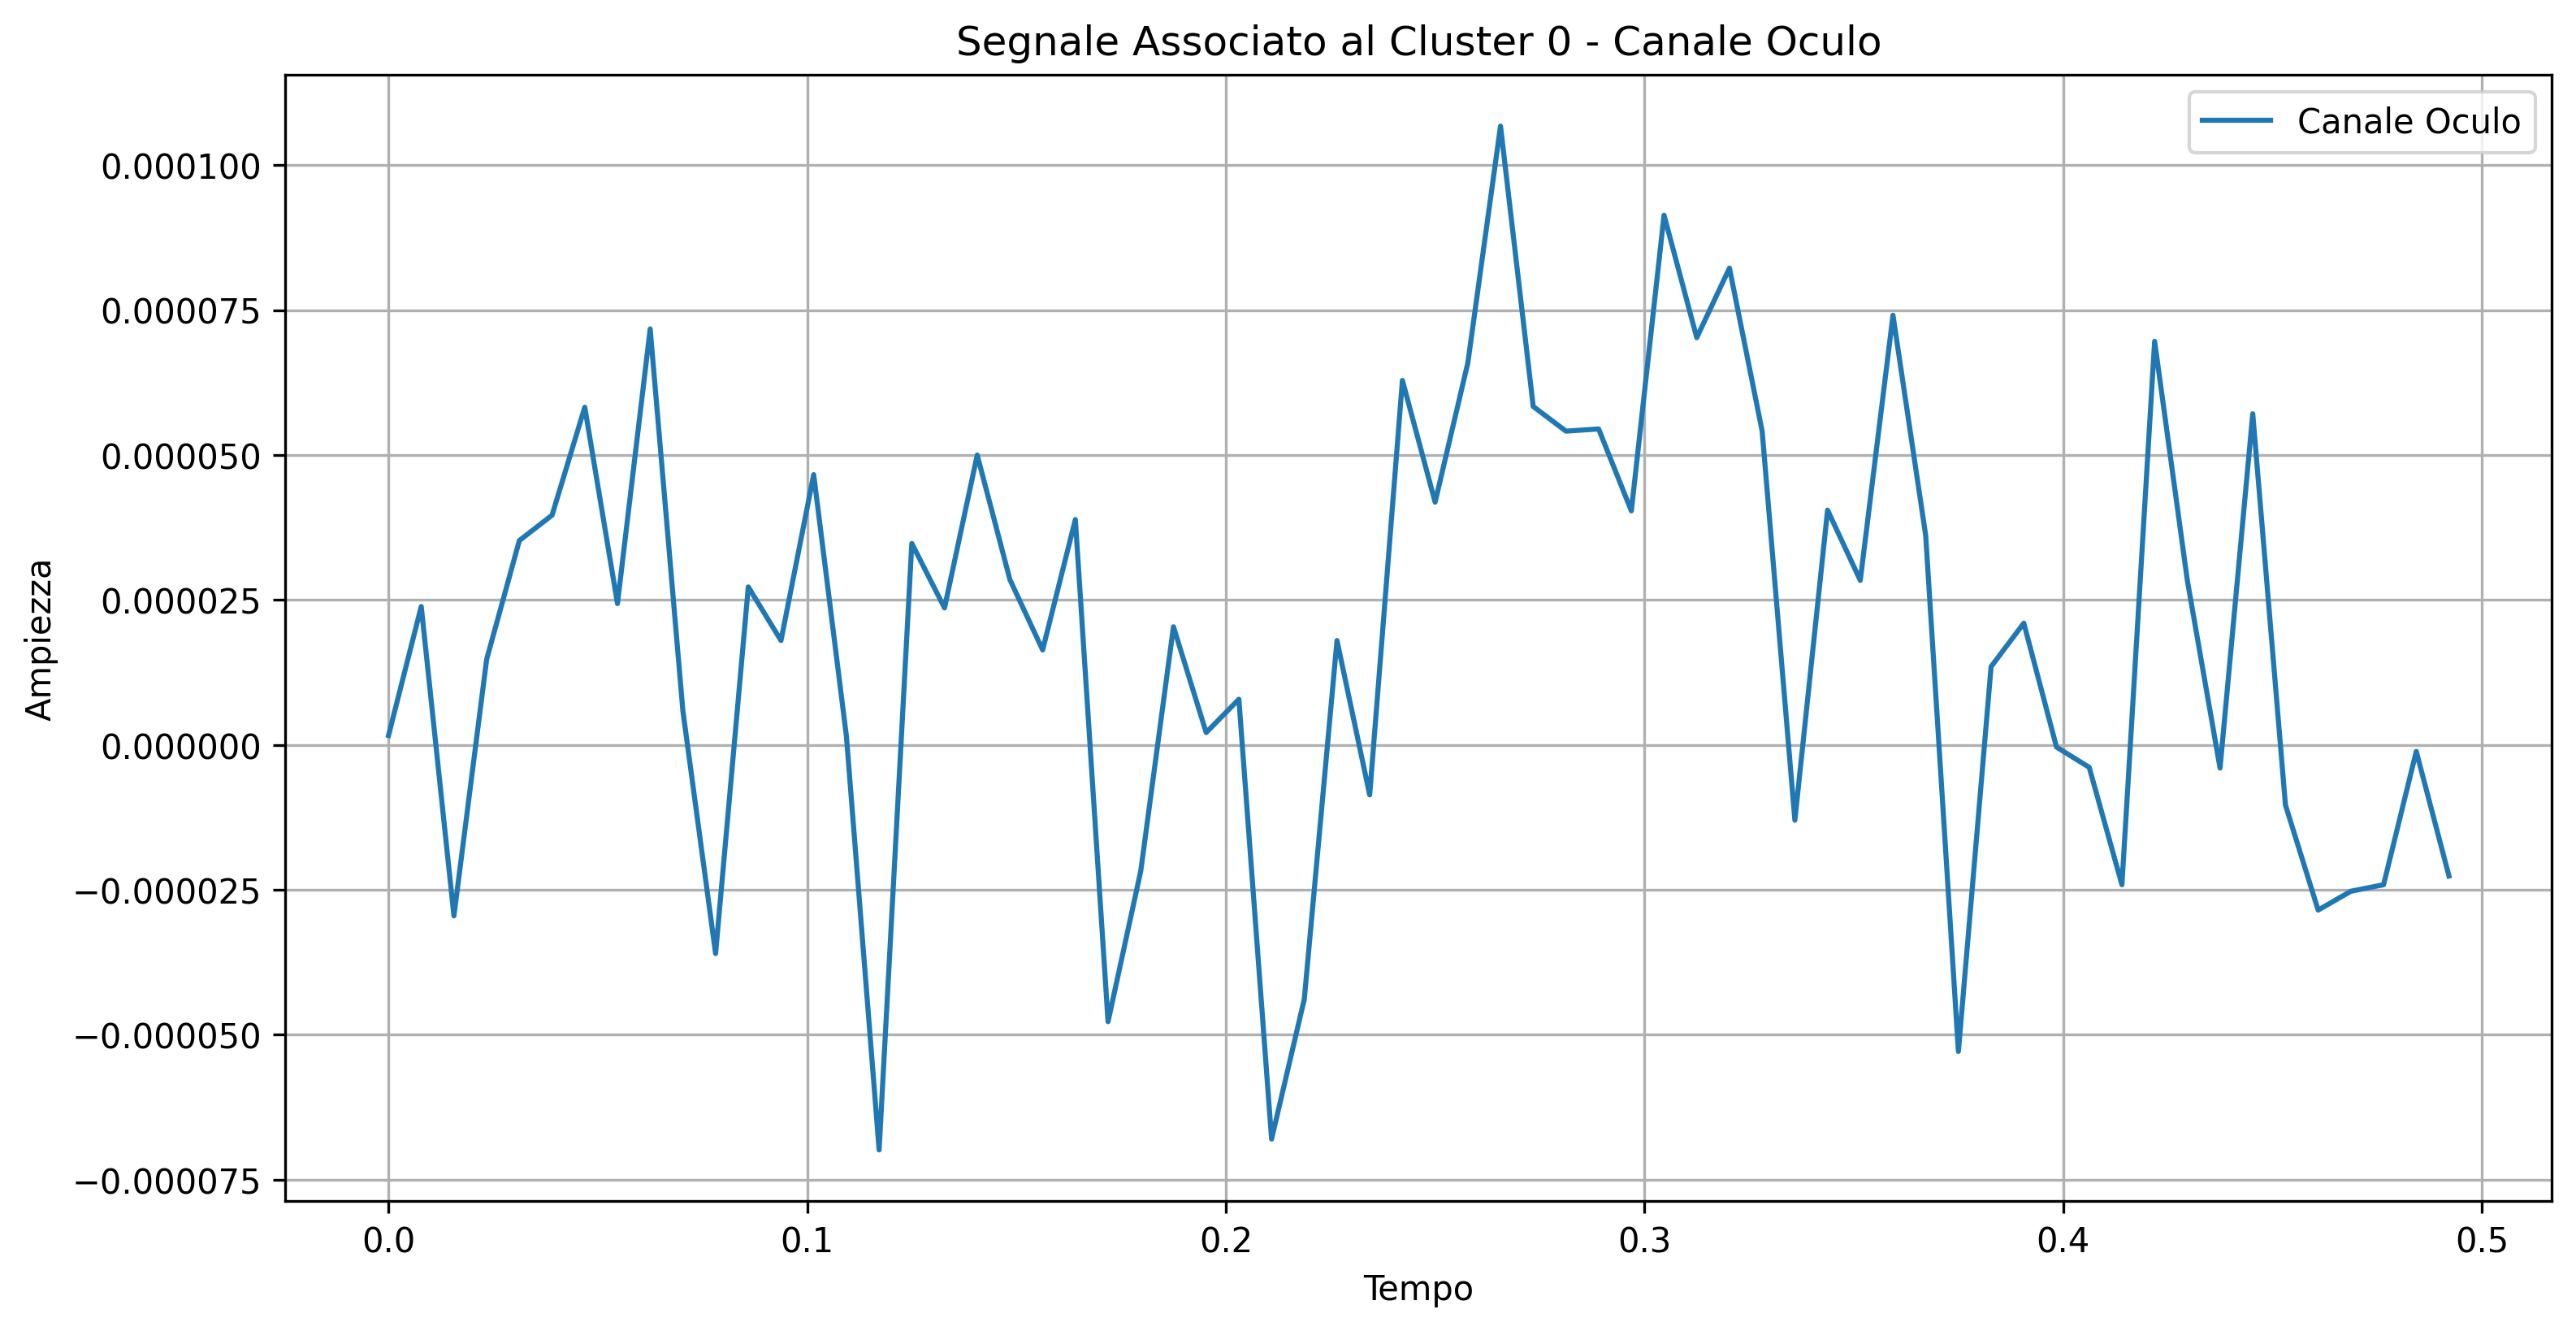 Segnale Associato al Cluster 0 - Canale Oculo
Canale Oculo
0.000100
0.000075
0.000050
0.000025
0.000000
−0.000025
−0.000050
−0.000075
Ampiezza
0.0 0.1 0.2 0.3 0.4 0.5
Tempo